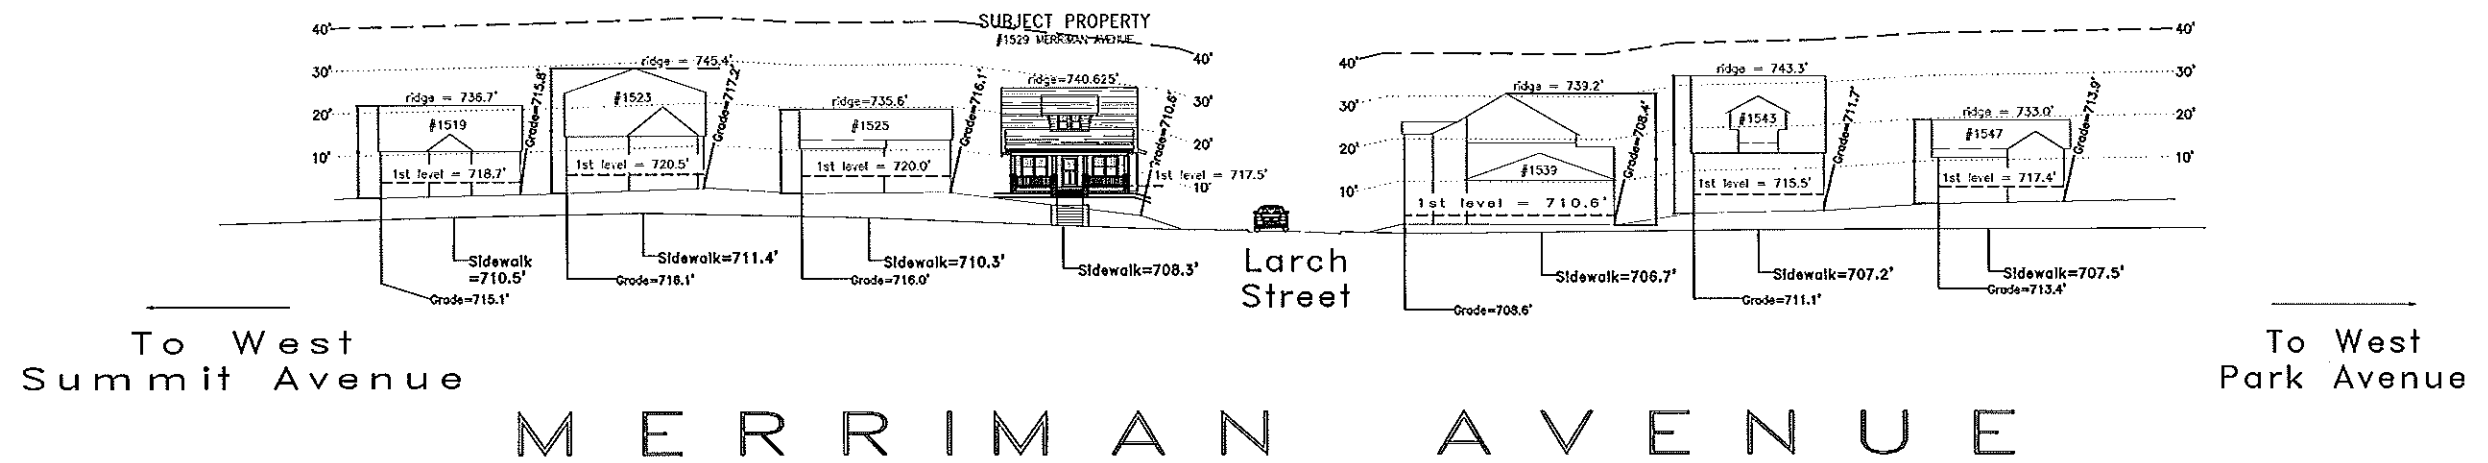 SUBJECT PROPERTY
#1529 MERRIMAN AVENUE
40'
30'
20'
10'
ridge = 736.7'
#1519
1st level = 718.7'
Grade=715.8'
Sidewalk
=710.5'
Grade=715.1'
ridge = 745.4'
#1523
1st level = 720.5'
Grade=717.2'
Sidewalk=711.4'
Grade=716.1'
ridge=735.6'
#1525
1st level = 720.0'
Grade=716.1'
Sidewalk=710.3'
Grade=716.0'
ridge=740.625'
Grade=710.6'
1st level = 717.5'
Sidewalk=708.3'
40'
30'
20'
10'
Larch
Street
40'
30'
20'
10'
ridge = 739.2'
#1539
1st level = 710.6'
Grade=708.4'
Sidewalk=706.7'
Grade=708.6'
ridge = 743.3'
#1543
1st level = 715.5'
Grade=711.7'
Sidewalk=707.2'
Grade=711.1'
ridge = 733.0'
#1547
1st level = 717.4'
Grade=713.9'
Sidewalk=707.5'
Grade=713.4'
40'
30'
20'
10'
To West
Summit Avenue
To West
Park Avenue
MERRIMAN AVENUE